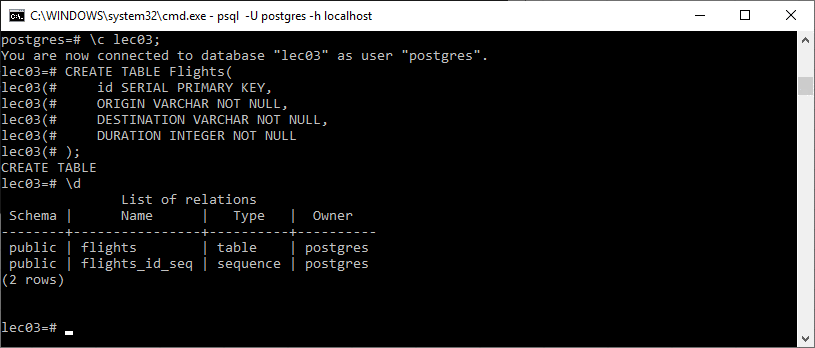 C:\WINDOWS\system32\cmd.exe - psql  -U postgres -h localhost
postgres=# \c lec03;
You are now connected to database "lec03" as user "postgres".
lec03=# CREATE TABLE Flights(
lec03(#     id SERIAL PRIMARY KEY,
lec03(#     ORIGIN VARCHAR NOT NULL,
lec03(#     DESTINATION VARCHAR NOT NULL,
lec03(#     DURATION INTEGER NOT NULL
lec03(# );
CREATE TABLE
lec03=# \d
               List of relations
 Schema |      Name      |   Type   |  Owner
--------+----------------+----------+----------
 public | flights        | table    | postgres
 public | flights_id_seq | sequence | postgres
(2 rows)
lec03=#